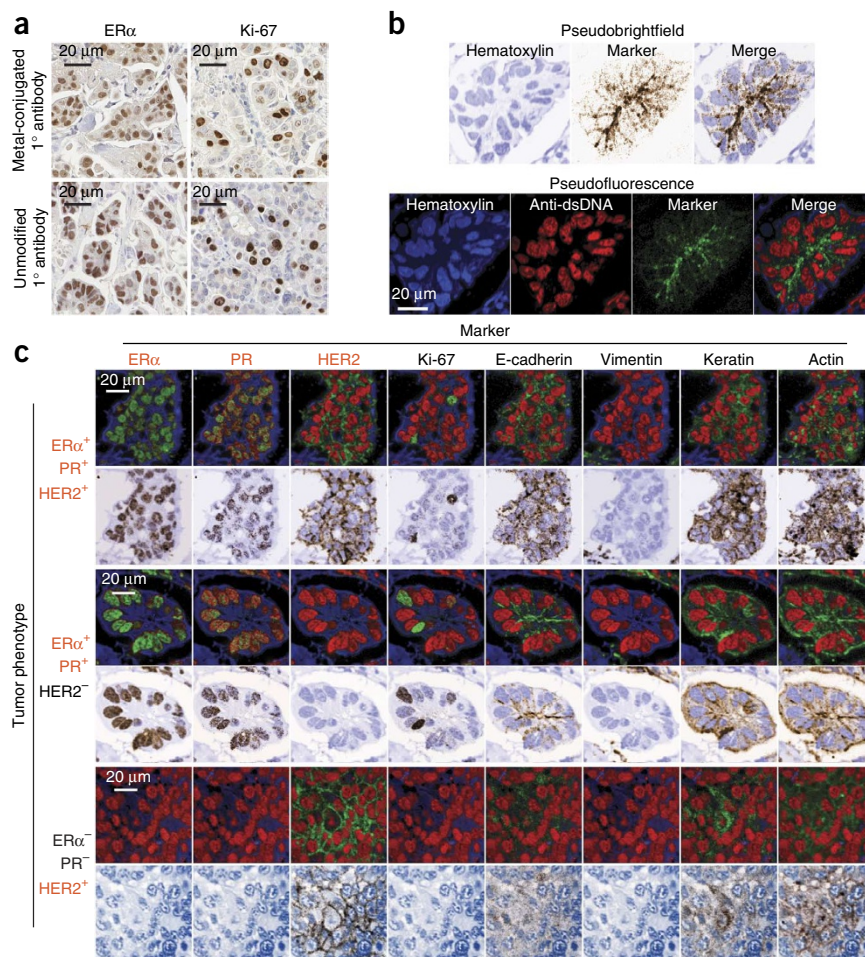 a
ERα Ki-67
20 μm 20 μm
Metal-conjugated
1° antibody
20 μm 20 μm
Unmodified
1° antibody
b
Pseudobrightfield
Hematoxylin Marker Merge
Pseudofluorescence
Hematoxylin Anti-dsDNA Marker Merge
20 μm
c
Marker
ERα PR HER2 Ki-67 E-cadherin Vimentin Keratin Actin
Tumor phenotype
20 μm
ERα⁺
PR⁺
HER2⁺
20 μm
ERα⁺
PR⁺
HER2⁻
20 μm
ERα⁻
PR⁻
HER2⁺